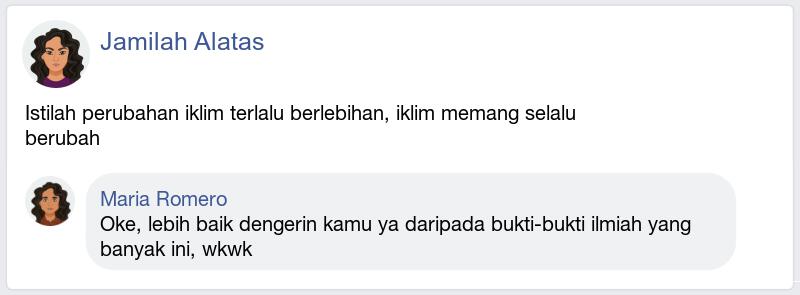 Jamilah Alatas
Istilah perubahan iklim terlalu berlebihan, iklim memang selalu
berubah
Maria Romero
Oke, lebih baik dengerin kamu ya daripada bukti-bukti ilmiah yang
banyak ini, wkwk